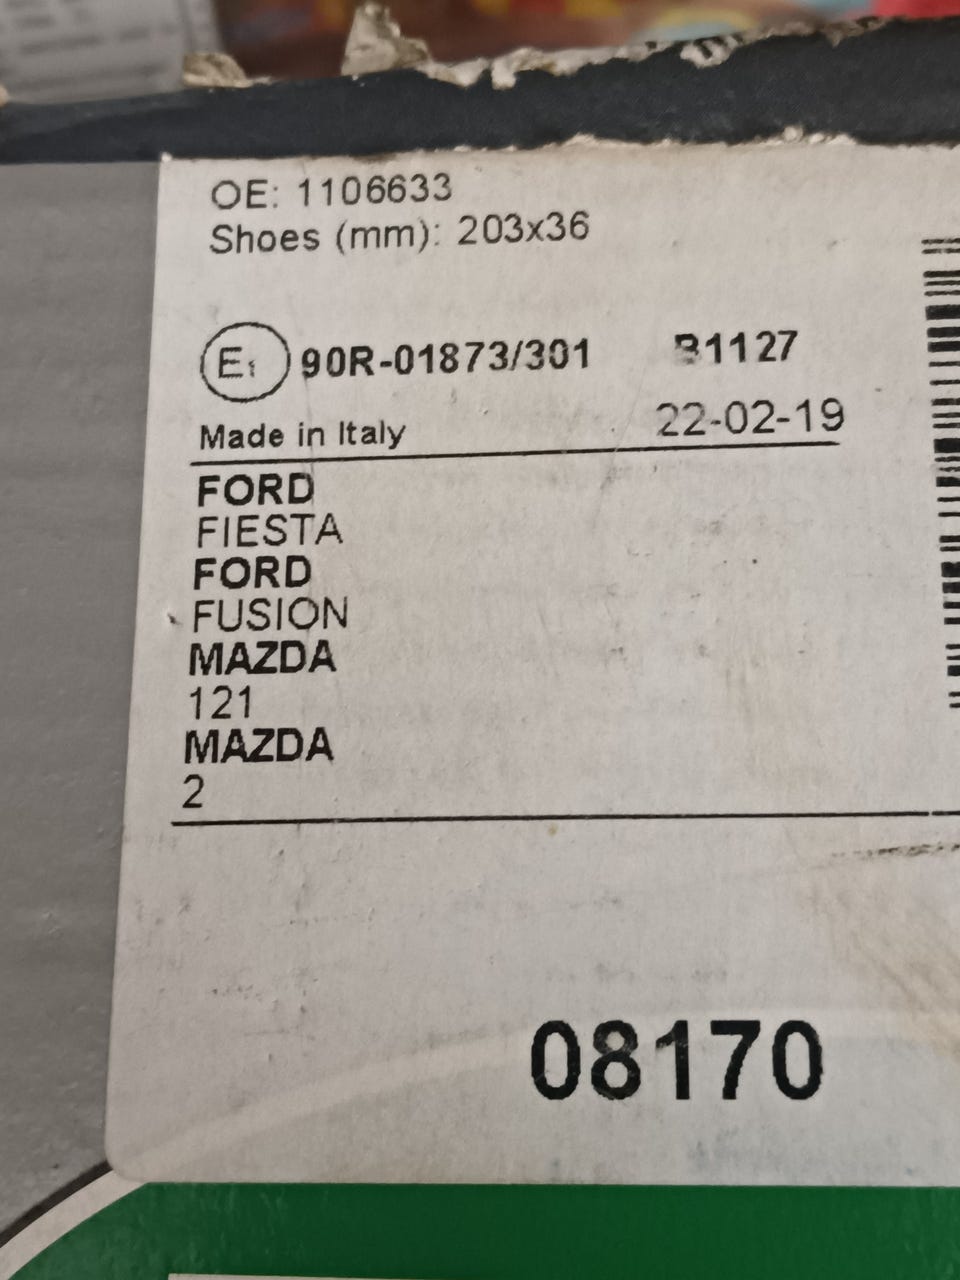 OE: 1106633
Shoes (mm): 203x36
E1 90R-01873/301 B1127
Made in Italy 22-02-19
FORD
FIESTA
FORD
FUSION
MAZDA
121
MAZDA
2
08170